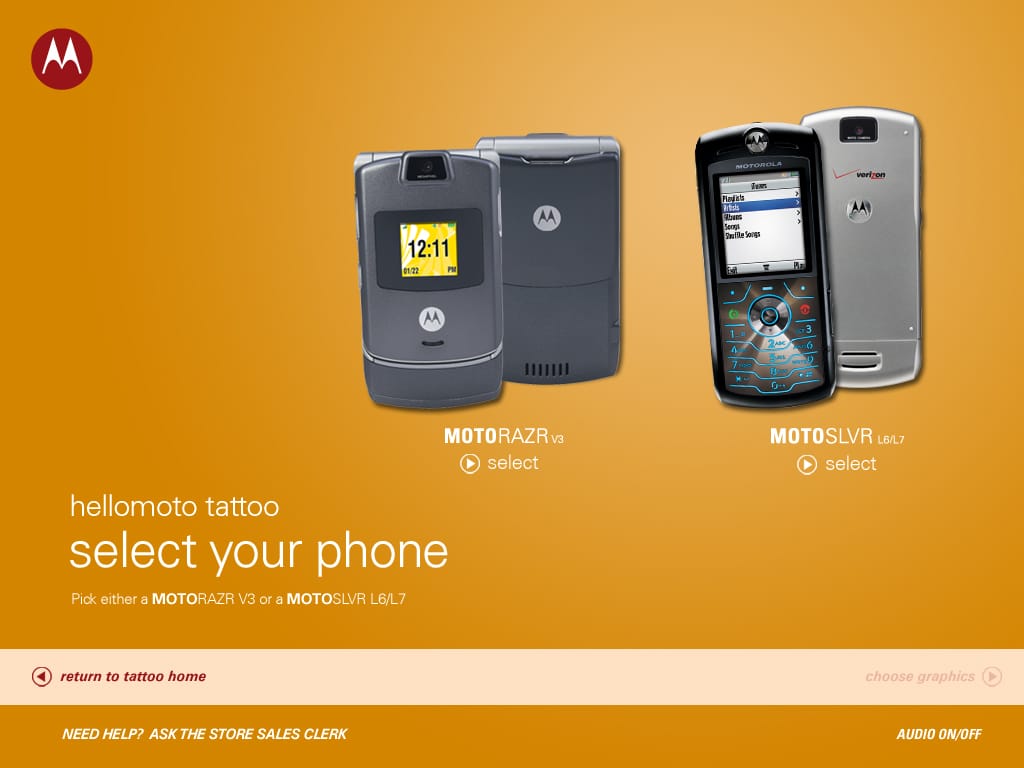 12:11
01/22 PM
MOTOROLA
iTunes
Playlists
Artists
Albums
Songs
Shuffle Songs
Exit
verizon
MOTORAZR V3
select
MOTOSLVR L6/L7
select
hellomoto tattoo
select your phone
Pick either a MOTORAZR V3 or a MOTOSLVR L6/L7
return to tattoo home
choose graphics
NEED HELP? ASK THE STORE SALES CLERK
AUDIO ON/OFF